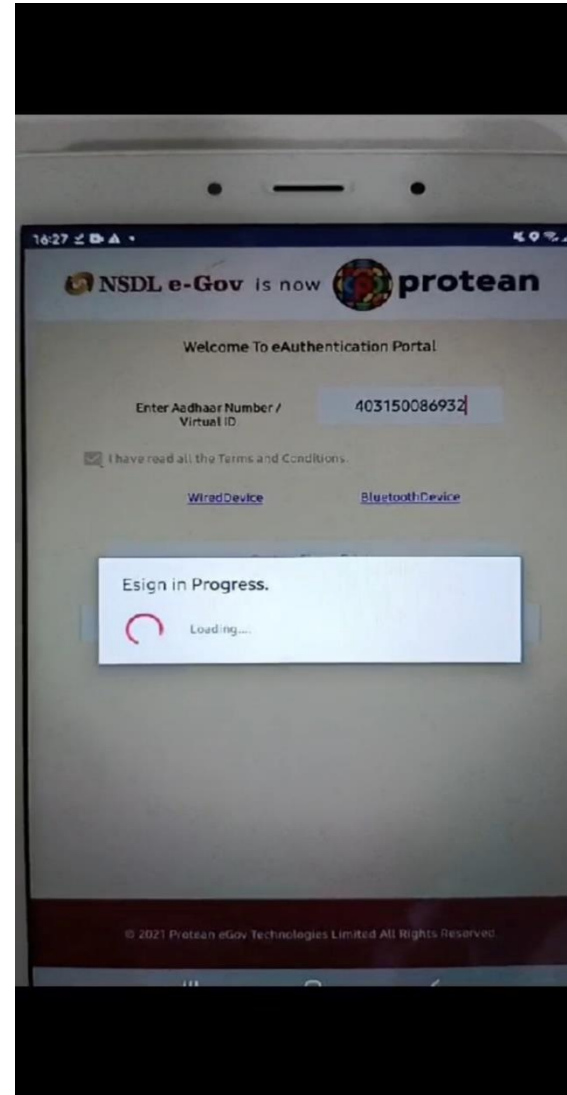 16:27
NSDL e-Gov is now protean
Welcome To eAuthentication Portal
Enter Aadhaar Number / 403150086932
Virtual ID
I have read all the Terms and Conditions.
WiredDevice BluetoothDevice
Esign in Progress.
Loading....
© 2021 Protean eGov Technologies Limited All Rights Reserved.